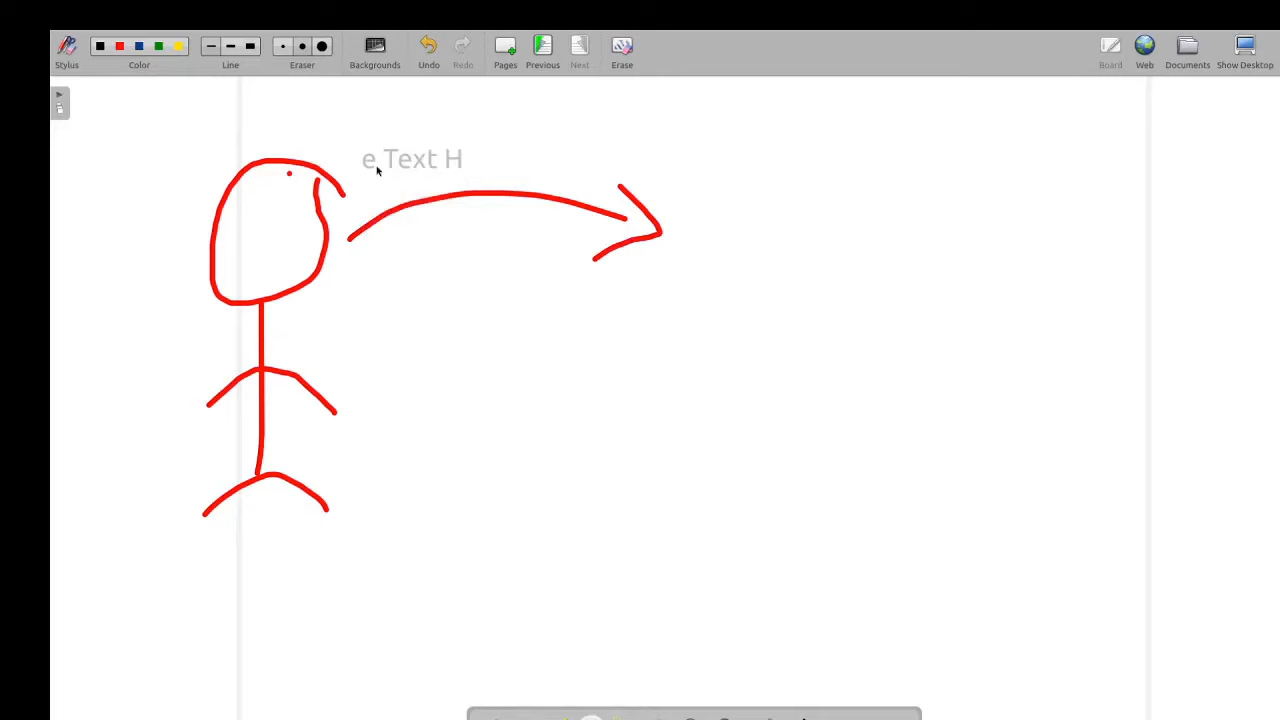 Stylus
Color
Line
Eraser
Backgrounds
Undo
Redo
Pages
Previous
Next
Erase
Board
Web
Documents
Show Desktop
e Text H